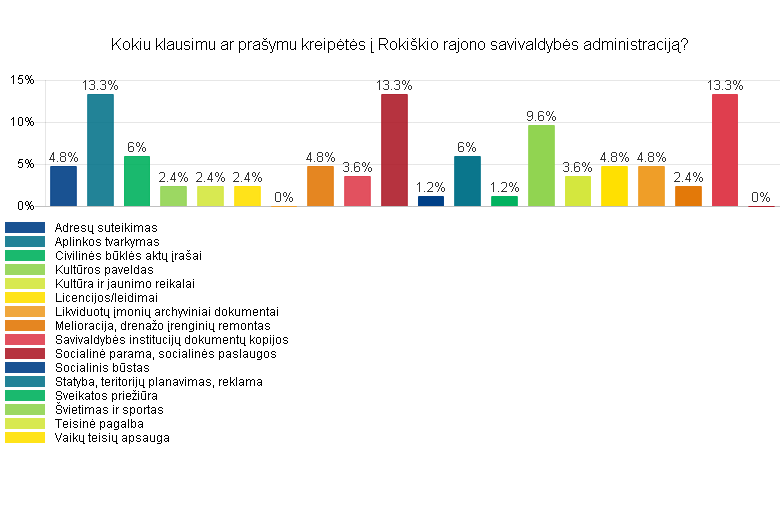 Kokiu klausimu ar prašymu kreipėtės į Rokiškio rajono savivaldybės administraciją?
15%
10%
5%
0%
4.8%
13.3%
6%
2.4%
2.4%
2.4%
0%
4.8%
3.6%
13.3%
1.2%
6%
1.2%
9.6%
3.6%
4.8%
4.8%
2.4%
13.3%
0%
Adresų suteikimas
Aplinkos tvarkymas
Civilinės būklės aktų įrašai
Kultūros paveldas
Kultūra ir jaunimo reikalai
Licencijos/leidimai
Likviduotų įmonių archyviniai dokumentai
Melioracija, drenažo įrenginių remontas
Savivaldybės institucijų dokumentų kopijos
Socialinė parama, socialinės paslaugos
Socialinis būstas
Statyba, teritorijų planavimas, reklama
Sveikatos priežiūra
Švietimas ir sportas
Teisinė pagalba
Vaikų teisių apsauga